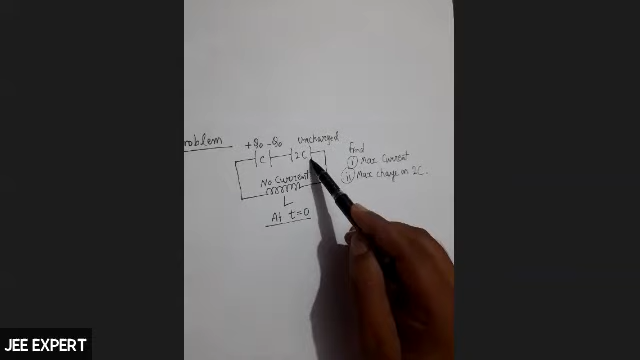 roblem
+q₀ -q₀ Uncharged
C 2C
No Current
L
At t=0
Find
(i) Max Current
(ii) Max charge on 2C.
JEE EXPERT